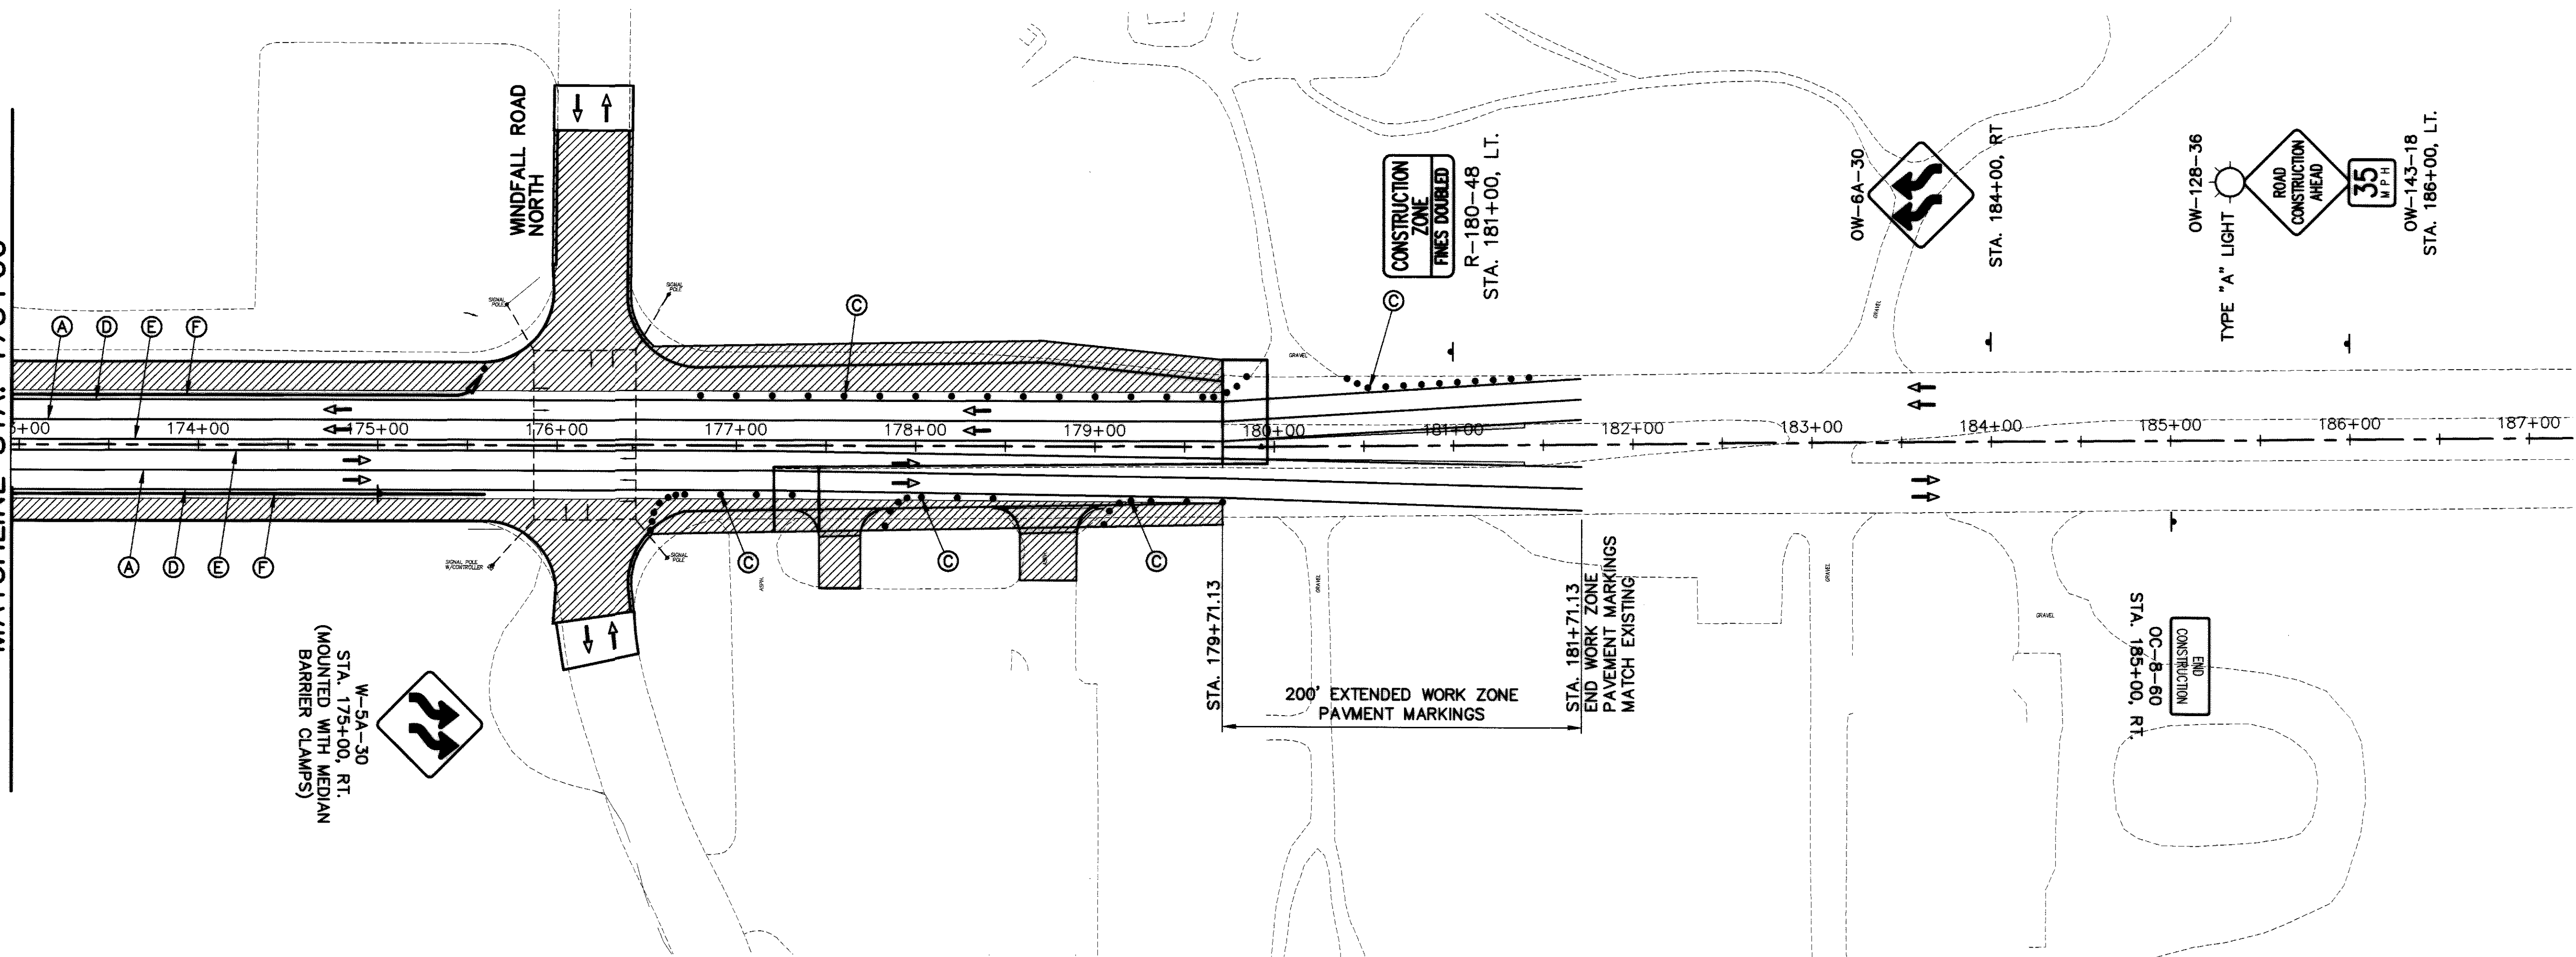 WINDFALL ROAD
NORTH
CONSTRUCTION
ZONE
FINES DOUBLED
R-180-48
STA. 181+00, LT.
OW-6A-30
STA. 184+00, RT
OW-128-36
TYPE "A" LIGHT
ROAD
CONSTRUCTION
AHEAD
35
MPH
OW-143-18
STA. 186+00, LT.
SIGNAL
POLE
SIGNAL
POLE
A
D
E
F
C
C
GRAVEL
GRAVEL
174+00
175+00
176+00
177+00
178+00
179+00
180+00
181+00
182+00
183+00
184+00
185+00
186+00
187+00
A
D
E
F
SIGNAL POLE
W/CONTROLLER
SIGNAL
POLE
C
C
C
ASPH.
GRAVEL
GRAVEL
GRAVEL
W-5A-30
STA. 175+00, RT.
(MOUNTED WITH MEDIAN
BARRIER CLAMPS)
STA. 179+71.13
200' EXTENDED WORK ZONE
PAVMENT MARKINGS
STA. 181+71.13
END WORK ZONE
PAVEMENT MARKINGS
MATCH EXISTING
END
CONSTRUCTION
OC-8-60
STA. 185+00, RT.